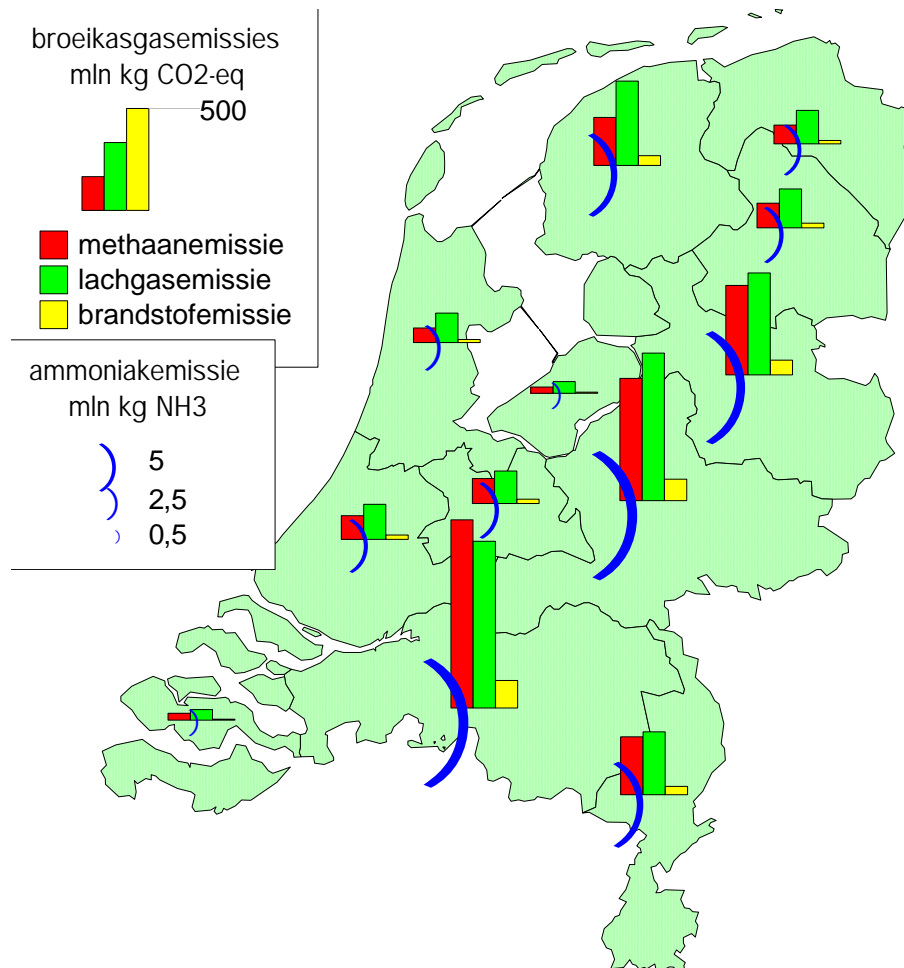 broeikasgasemissies
mln kg CO2-eq
500
methaanemissie
lachgasemissie
brandstofemissie
ammoniakemissie
mln kg NH3
5
2,5
0,5